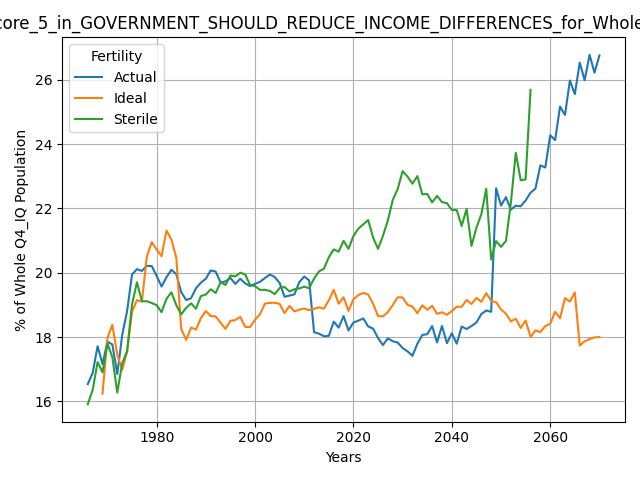 core_5_in_GOVERNMENT_SHOULD_REDUCE_INCOME_DIFFERENCES_for_Whole
Fertility
Actual
Ideal
Sterile
% of Whole Q4_IQ Population
26
24
22
20
18
16
1980
2000
2020
2040
2060
Years